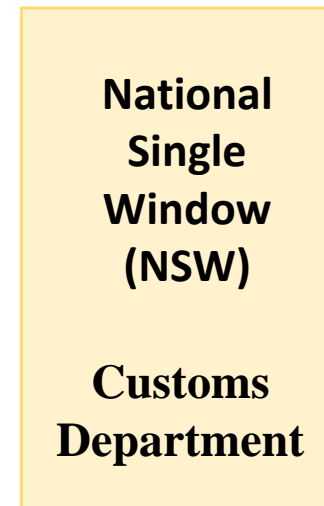 National
Single
Window
(NSW)
Customs
Department